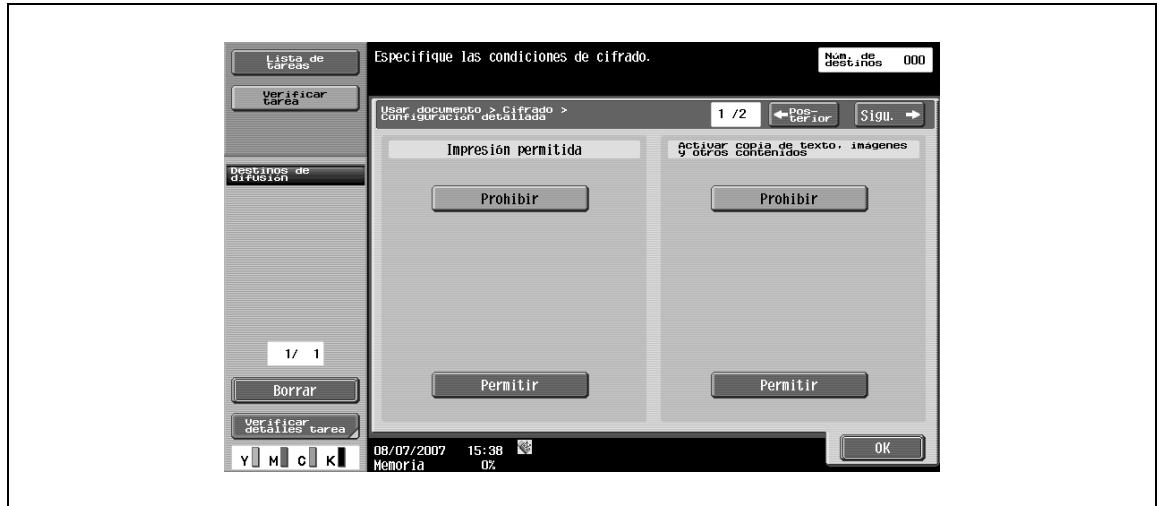 Lista de
tareas
Verificar
tarea
Destinos de
difusión
1/ 1
Borrar
Verificar
detalles tarea
Y M C K
Especifique las condiciones de cifrado.
Núm. de
destinos 000
Usar documento > Cifrado >
Configuración detallada
1 /2
←Pos-
terior
Sigu. →
Impresión permitida
Activar copia de texto, imágenes
y otros contenidos
Prohibir
Prohibir
Permitir
Permitir
08/07/2007 15:38
Memoria 0%
OK